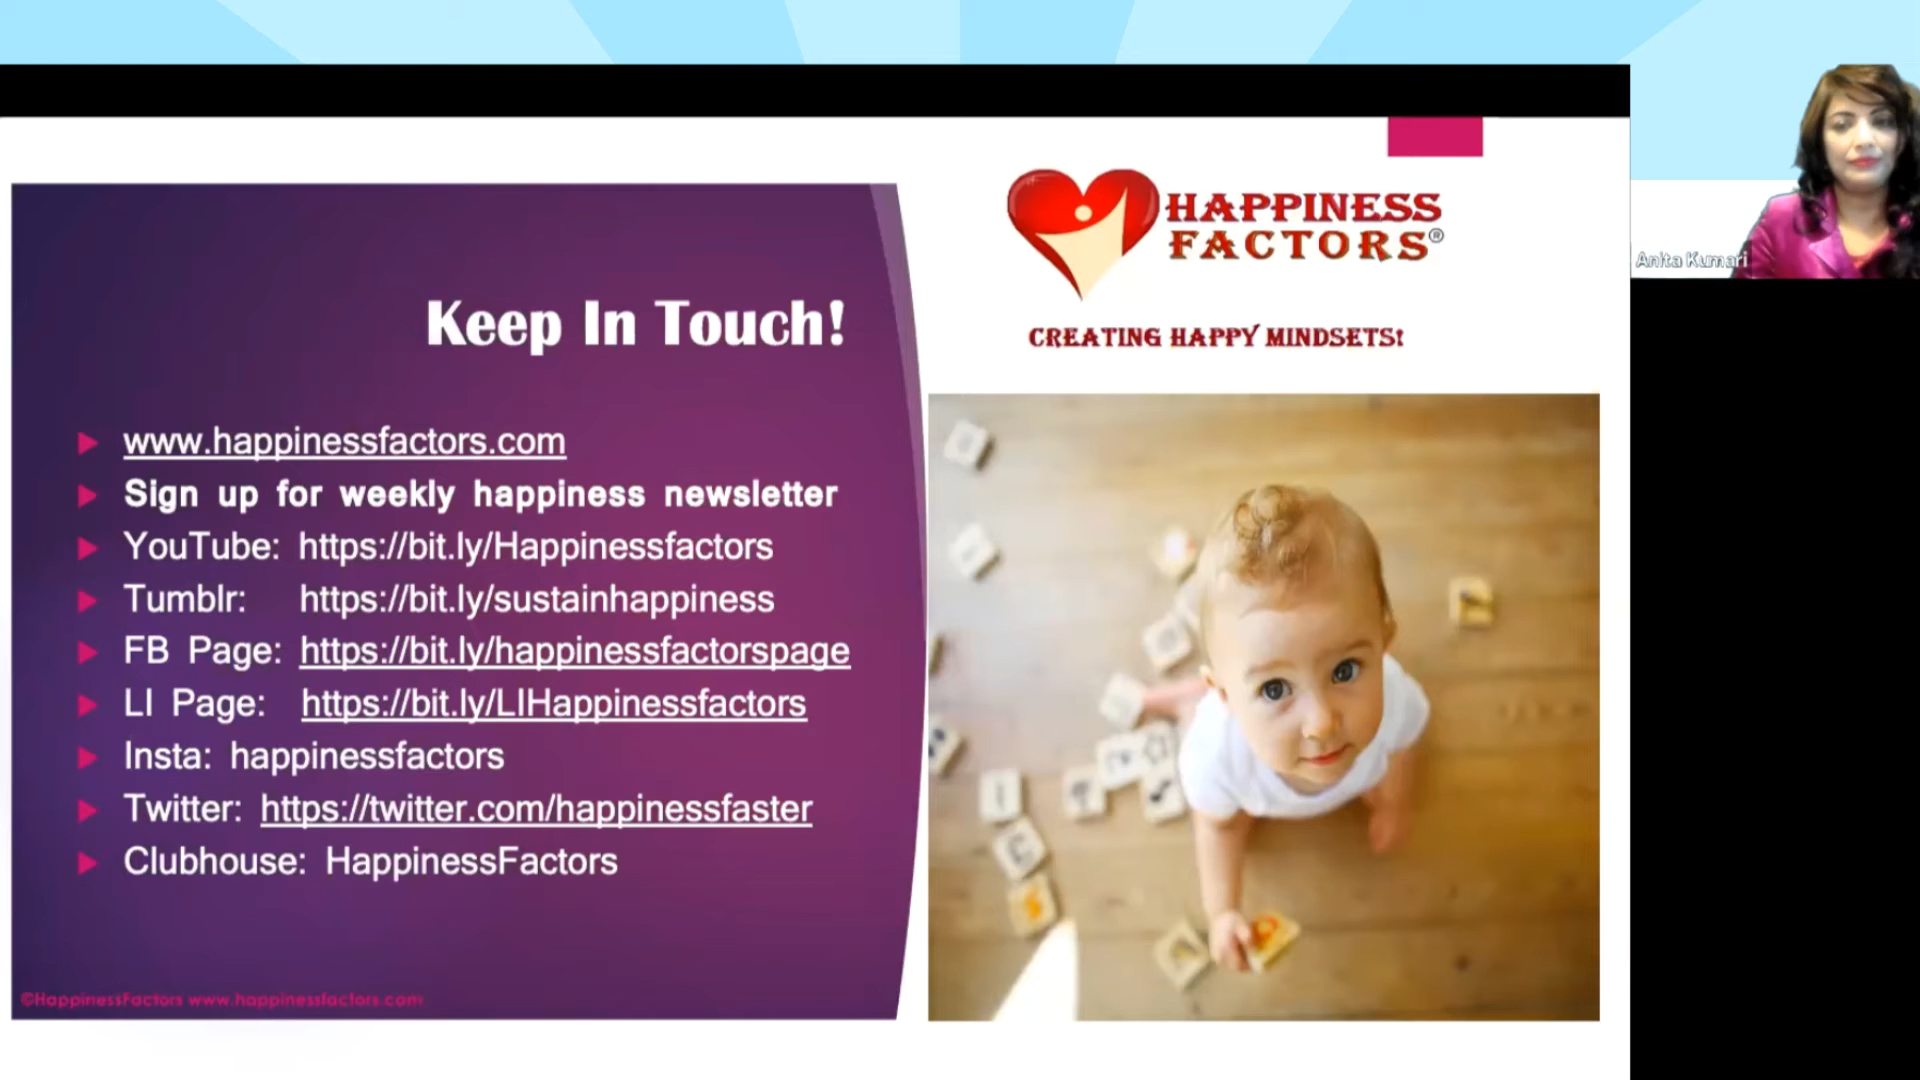 HAPPINESS
FACTORS®
CREATING HAPPY MINDSETS!
Anita Kumari
Keep In Touch!
www.happinessfactors.com
Sign up for weekly happiness newsletter
YouTube: https://bit.ly/Happinessfactors
Tumblr: https://bit.ly/sustainhappiness
FB Page: https://bit.ly/happinessfactorspage
LI Page: https://bit.ly/LIHappinessfactors
Insta: happinessfactors
Twitter: https://twitter.com/happinessfaster
Clubhouse: HappinessFactors
©HappinessFactors www.happinessfactors.com